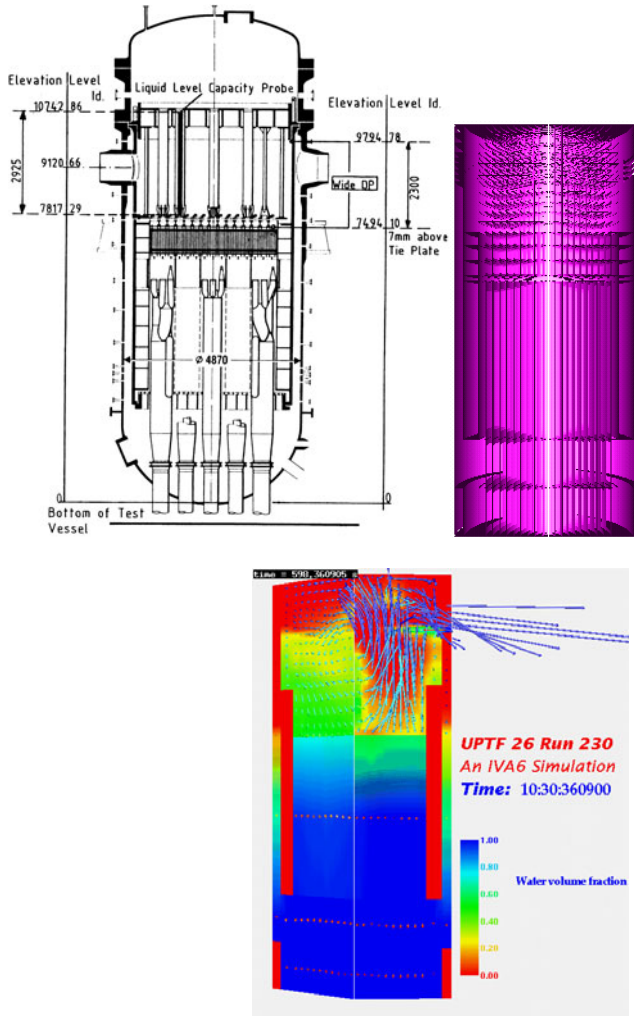 Elevation Level
Id.
Liquid Level Capacity Probe
10742 86
2925
9120 66
7817 29
Elevation Level Id.
9794 78
Wide DP
2300
7494 10
7mm above
Tie Plate
Ø 4870
0
0
Bottom of Test
Vessel
time = 598,360905 s
UPTF 26 Run 230
An IVA6 Simulation
Time: 10:30:360900
1.00
0.80
0.60
0.40
0.20
0.00
Water volume fraction